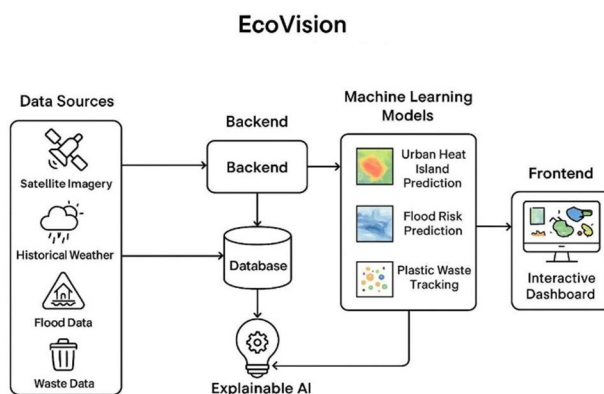 EcoVision
Data Sources
Satellite Imagery
Historical Weather
Flood Data
Waste Data
Backend
Backend
Database
Explainable AI
Machine Learning
Models
Urban Heat
Island
Prediction
Flood Risk
Prediction
Plastic Waste
Tracking
Frontend
Interactive
Dashboard